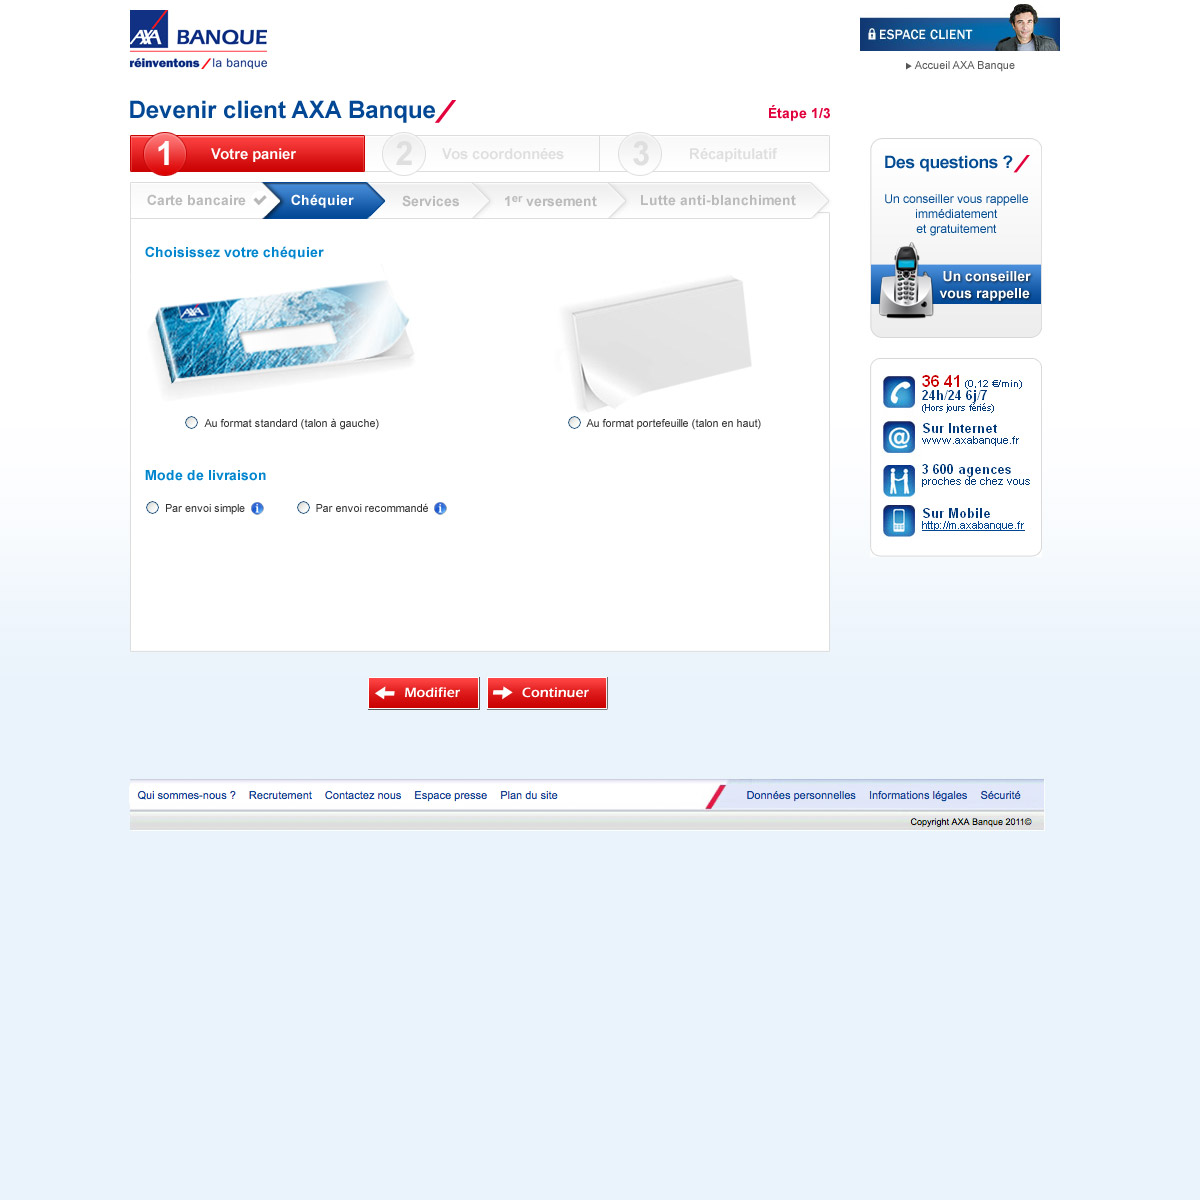 AXA BANQUE
réinventons/la banque
ESPACE CLIENT
Accueil AXA Banque
Devenir client AXA Banque
Étape 1/3
1 Votre panier
2 Vos coordonnées
3 Récapitulatif
Carte bancaire
Chéquier
Services
1er versement
Lutte anti-blanchiment
Choisissez votre chéquier
AXA
Au format standard (talon à gauche)
Au format portefeuille (talon en haut)
Mode de livraison
Par envoi simple
Par envoi recommandé
Modifier
Continuer
Des questions ?
Un conseiller vous rappelle
immédiatement
et gratuitement
Un conseiller
vous rappelle
36 41 (0,12 €/min)
24h/24 6j/7
(Hors jours fériés)
Sur Internet
www.axabanque.fr
3 600 agences
proches de chez vous
Sur Mobile
http://m.axabanque.fr
Qui sommes-nous ? Recrutement Contactez nous Espace presse Plan du site
Données personnelles Informations légales Sécurité
Copyright AXA Banque 2011©